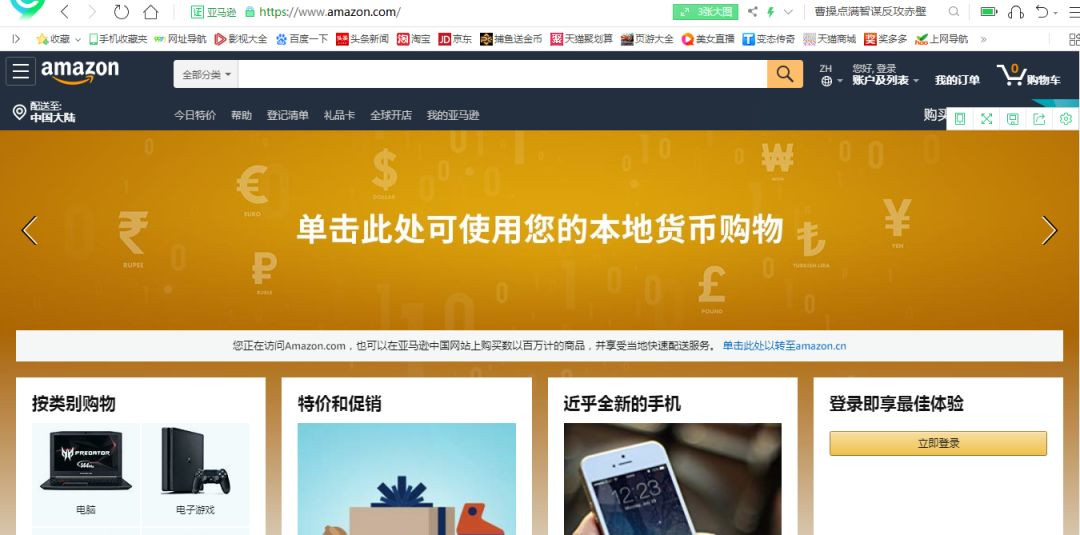 证 亚马逊 https://www.amazon.com/ 3张大图 曹操点满智谋反攻赤壁
收藏 手机收藏夹 网址导航 影视大全 百度一下 头条新闻 淘宝 JD 京东 捕鱼送金币 天猫聚划算 页游大全 美女直播 变态传奇 天猫商城 奖多多 上网导航 »
amazon 全部分类 ZH 您好, 登录
账户及列表 我的订单 0 购物车
配送至:
中国大陆 今日特价 帮助 登记清单 礼品卡 全球开店 我的亚马逊 购买
₩
WON
$
DOLLAR
€
EURO
¥
YEN
₹
RUPEE
单击此处可使用您的本地货币购物
₺
TURKISH LIRA
₽
RUBLE
£
POUND
您正在访问Amazon.com，也可以在亚马逊中国网站上购买数以百万计的商品，并享受当地快速配送服务。 单击此处以转至amazon.cn
按类别购物 特价和促销 近乎全新的手机 登录即享最佳体验
立即登录
PREDATOR
12:23
电脑 电子游戏